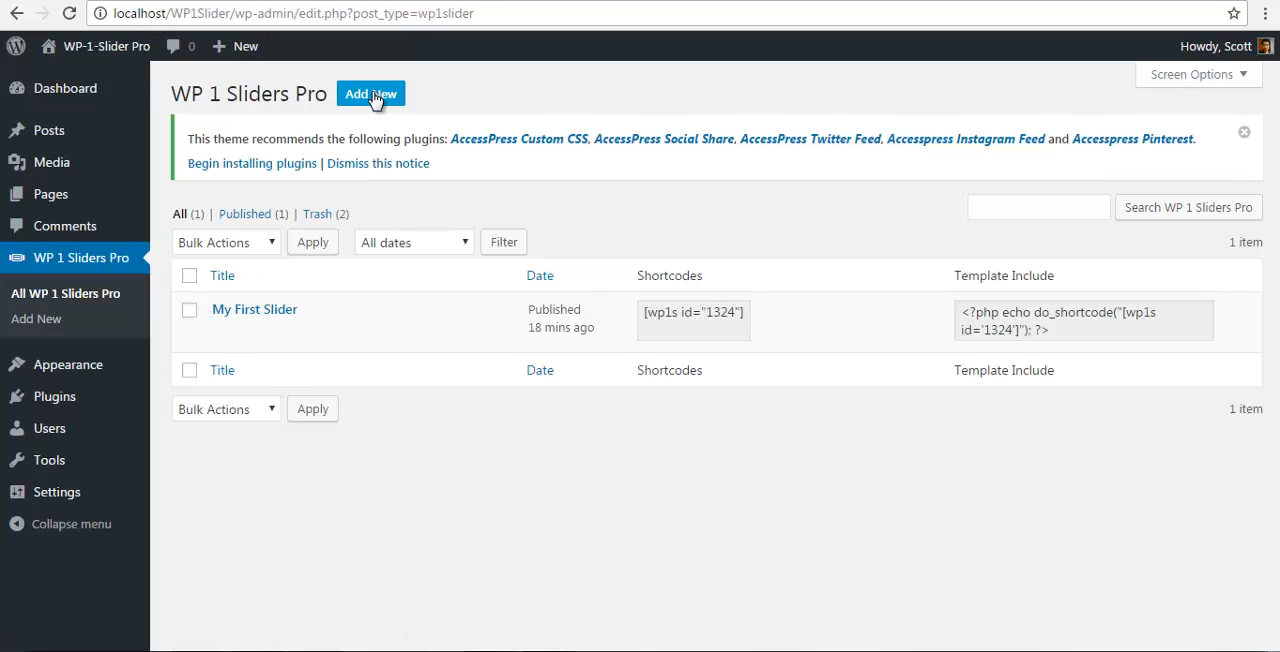 localhost/WP1Slider/wp-admin/edit.php?post_type=wp1slider
WP-1-Slider Pro 0 New Howdy, Scott
Screen Options
Dashboard
Posts
Media
Pages
Comments
WP 1 Sliders Pro
All WP 1 Sliders Pro
Add New
Appearance
Plugins
Users
Tools
Settings
Collapse menu
WP 1 Sliders Pro Add New
This theme recommends the following plugins: AccessPress Custom CSS, AccessPress Social Share, AccessPress Twitter Feed, Accesspress Instagram Feed and Accesspress Pinterest.
Begin installing plugins | Dismiss this notice
All (1) | Published (1) | Trash (2)
Search WP 1 Sliders Pro
Bulk Actions Apply All dates Filter 1 item
Title Date Shortcodes Template Include
My First Slider Published [wp1s id="1324"] <?php echo do_shortcode("[wp1s
18 mins ago id='1324']"); ?>
Title Date Shortcodes Template Include
Bulk Actions Apply 1 item